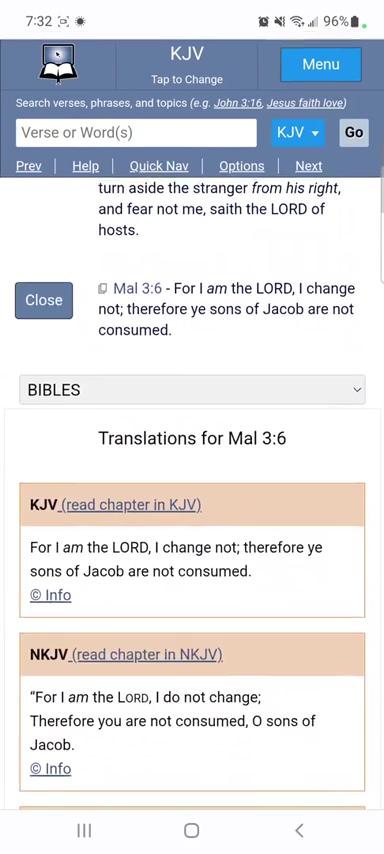 7:32
96%
KJV
Tap to Change
Menu
Search verses, phrases, and topics (e.g. John 3:16, Jesus faith love)
Verse or Word(s)
KJV
Go
Prev
Help
Quick Nav
Options
Next
turn aside the stranger from his right,
and fear not me, saith the LORD of
hosts.
Close
Mal 3:6 - For I am the LORD, I change
not; therefore ye sons of Jacob are not
consumed.
BIBLES
Translations for Mal 3:6
KJV (read chapter in KJV)
For I am the LORD, I change not; therefore ye
sons of Jacob are not consumed.
© Info
NKJV (read chapter in NKJV)
“For I am the LORD, I do not change;
Therefore you are not consumed, O sons of
Jacob.
© Info